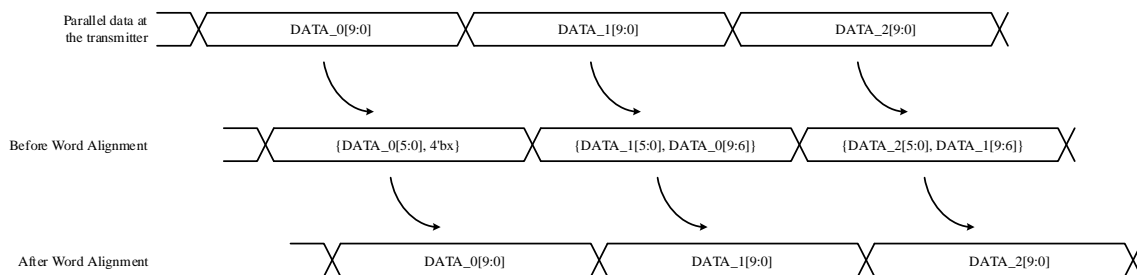 Parallel data at
the transmitter
DATA_0[9:0]
DATA_1[9:0]
DATA_2[9:0]
Before Word Alignment
{DATA_0[5:0], 4'bx}
{DATA_1[5:0], DATA_0[9:6]}
{DATA_2[5:0], DATA_1[9:6]}
After Word Alignment
DATA_0[9:0]
DATA_1[9:0]
DATA_2[9:0]